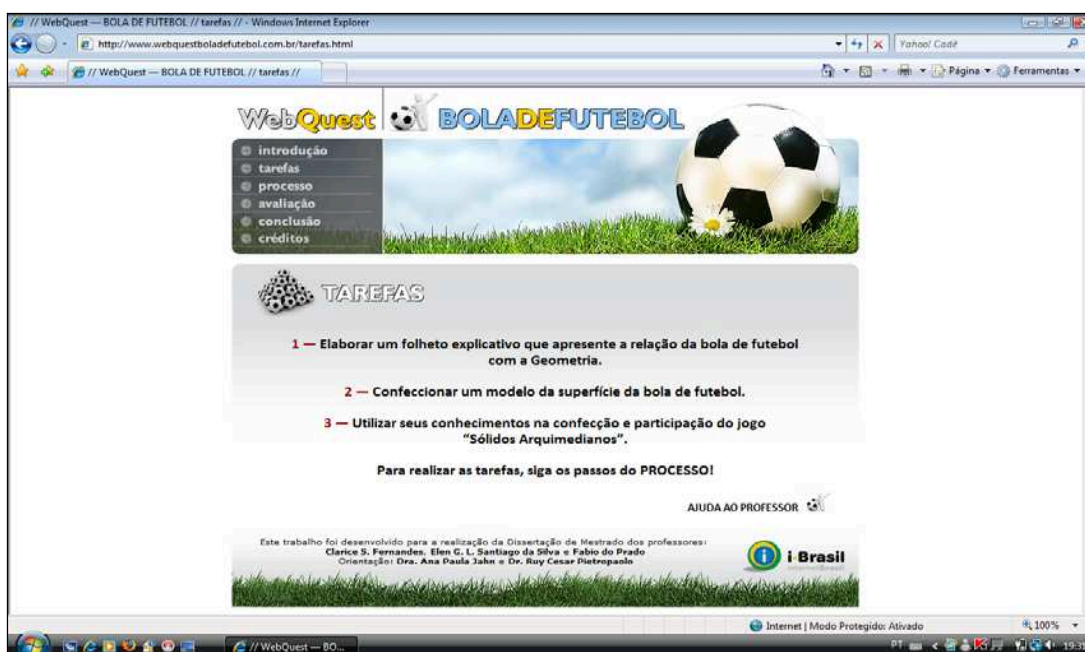 // WebQuest — BOLA DE FUTEBOL // tarefas // - Windows Internet Explorer
http://www.webquestboladefutebol.com.br/tarefas.html
Yahoo! Cadê
// WebQuest — BOLA DE FUTEBOL // tarefas //
Página
Ferramentas
WebQuest BOLADEFUTEBOL
introdução
tarefas
processo
avaliação
conclusão
créditos
TAREFAS
1 — Elaborar um folheto explicativo que apresente a relação da bola de futebol
com a Geometria.
2 — Confeccionar um modelo da superfície da bola de futebol.
3 — Utilizar seus conhecimentos na confecção e participação do jogo
“Sólidos Arquimedianos”.
Para realizar as tarefas, siga os passos do PROCESSO!
AJUDA AO PROFESSOR
Este trabalho foi desenvolvido para a realização da Dissertação de Mestrado dos professores:
Clarice S. Fernandes, Elen G. L. Santiago da Silva e Fabio do Prado
Orientação: Dra. Ana Paula Jahn e Dr. Ruy Cesar Pietropaolo
i-Brasil
Internet | Modo Protegido: Ativado
100%
// WebQuest — BO...
PT